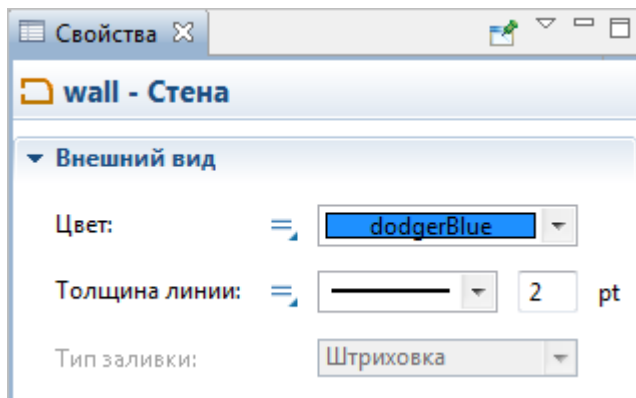 Свойства
wall - Стена
Внешний вид
Цвет: dodgerBlue
Толщина линии: 2 pt
Тип заливки: Штриховка